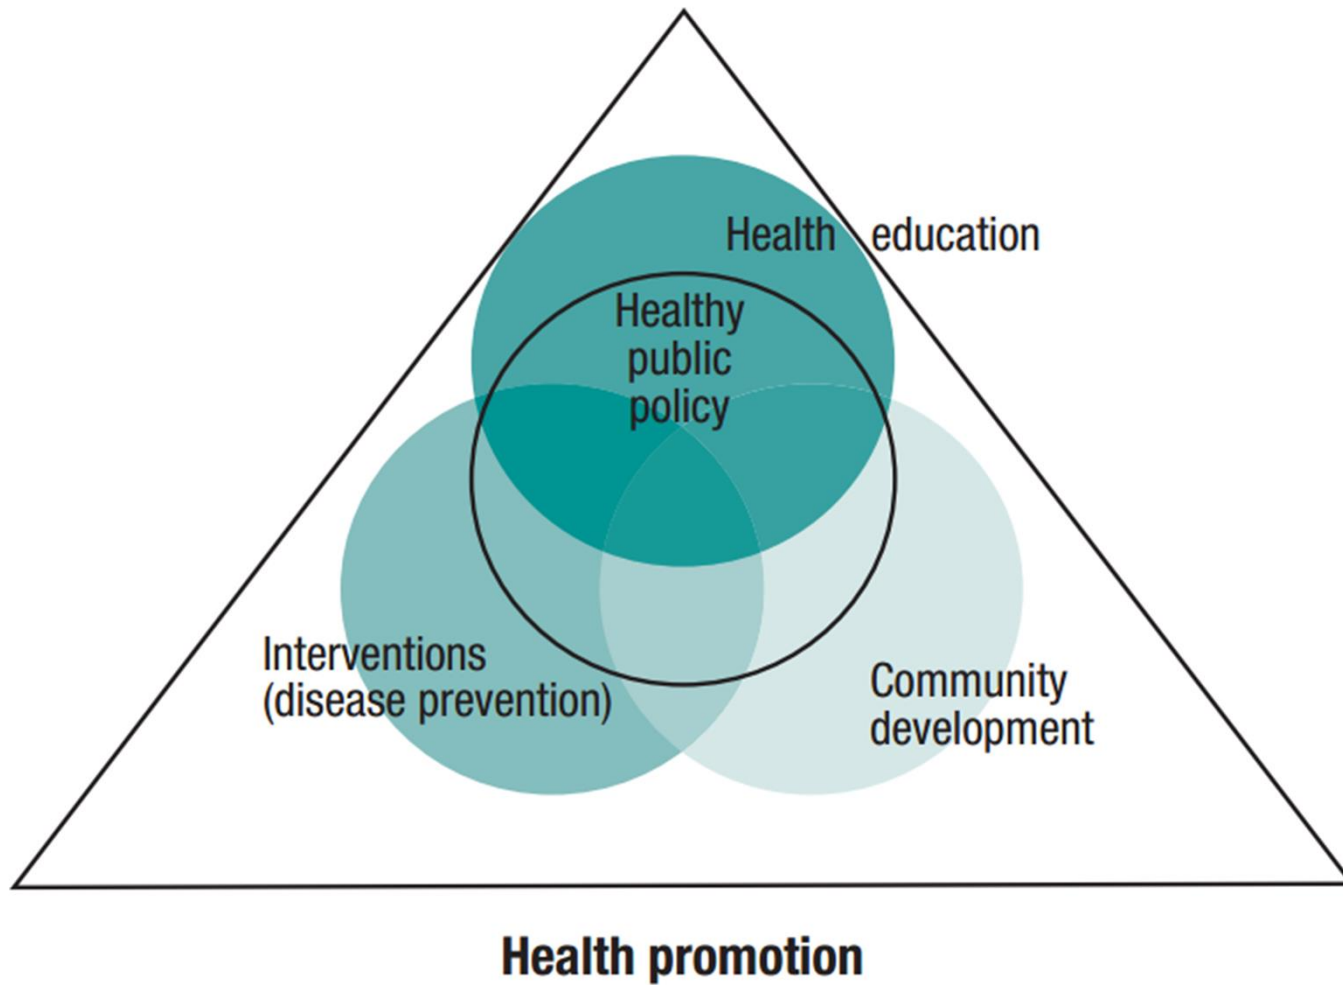 Health education
Healthy
public
policy
Interventions
(disease prevention)
Community
development
Health promotion